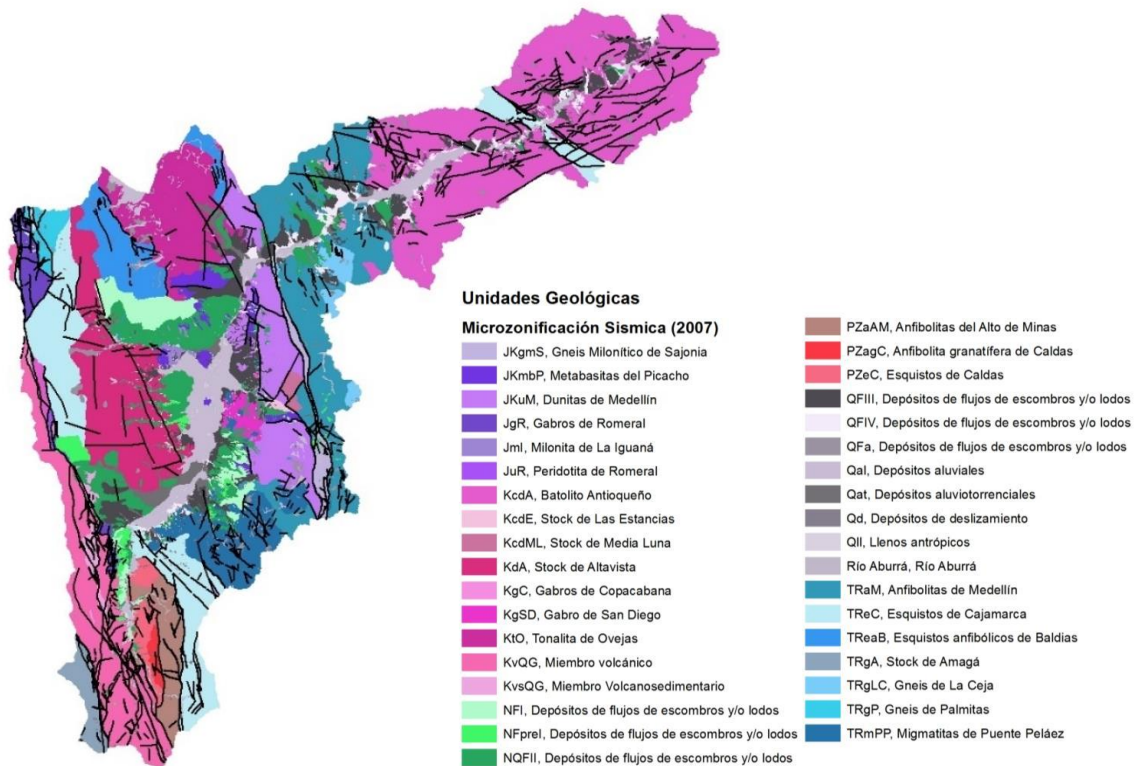 Unidades Geológicas
Microzonificación Sismica (2007)
JKgmS, Gneis Milonítico de Sajonia
JKmbP, Metabasitas del Picacho
JKuM, Dunitas de Medellín
JgR, Gabros de Romeral
JmI, Milonita de La Iguaná
JuR, Peridotita de Romeral
KcdA, Batolito Antioqueño
KcdE, Stock de Las Estancias
KcdML, Stock de Media Luna
KdA, Stock de Altavista
KgC, Gabros de Copacabana
KgSD, Gabro de San Diego
KtO, Tonalita de Ovejas
KvQG, Miembro volcánico
KvsQG, Miembro Volcanosedimentario
NFI, Depósitos de flujos de escombros y/o lodos
NFpreI, Depósitos de flujos de escombros y/o lodos
NQFII, Depósitos de flujos de escombros y/o lodos
PZaAM, Anfibolitas del Alto de Minas
PZagC, Anfibolita granatífera de Caldas
PZeC, Esquistos de Caldas
QFIII, Depósitos de flujos de escombros y/o lodos
QFIV, Depósitos de flujos de escombros y/o lodos
QFa, Depósitos de flujos de escombros y/o lodos
Qal, Depósitos aluviales
Qat, Depósitos aluviotorrenciales
Qd, Depósitos de deslizamiento
Qll, Llenos antrópicos
Río Aburrá, Río Aburrá
TRaM, Anfibolitas de Medellín
TReC, Esquistos de Cajamarca
TReaB, Esquistos anfibólicos de Baldias
TRgA, Stock de Amagá
TRgLC, Gneis de La Ceja
TRgP, Gneis de Palmitas
TRmPP, Migmatitas de Puente Peláez